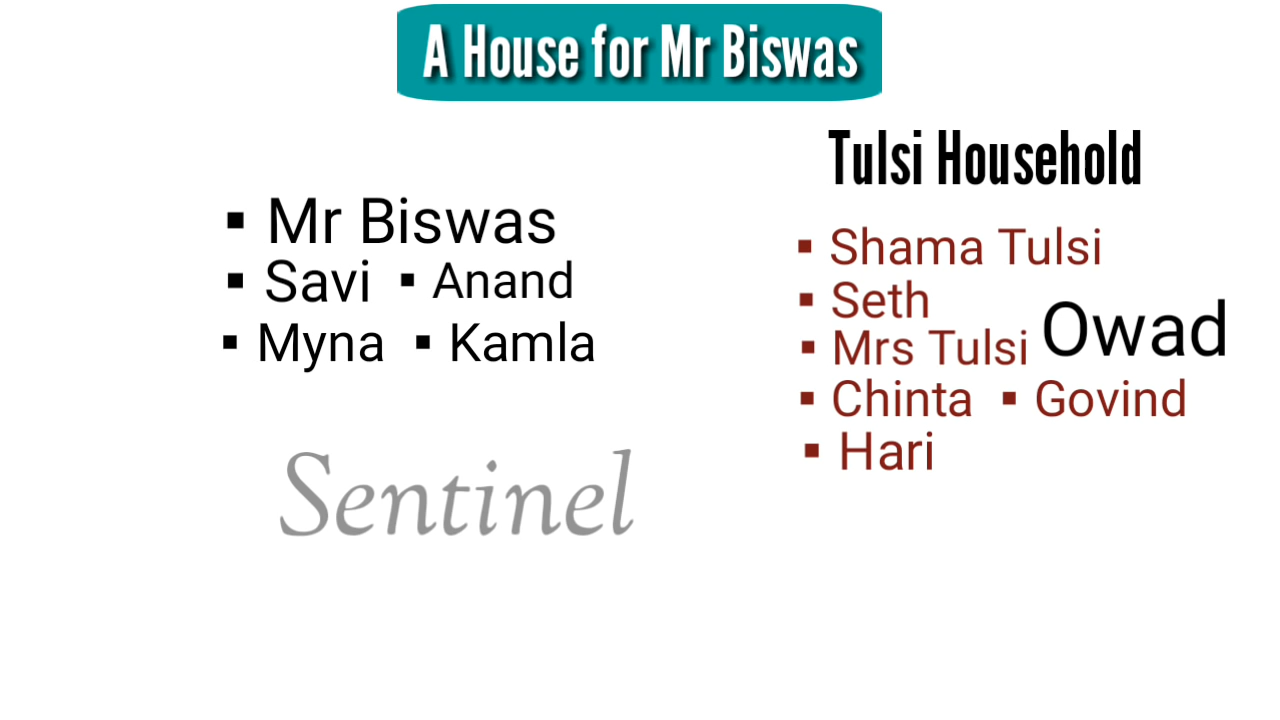 A House for Mr Biswas
▪ Mr Biswas
▪ Savi ▪ Anand
▪ Myna ▪ Kamla
Sentinel
Tulsi Household
▪ Shama Tulsi
▪ Seth
▪ Mrs Tulsi Owad
▪ Chinta ▪ Govind
▪ Hari